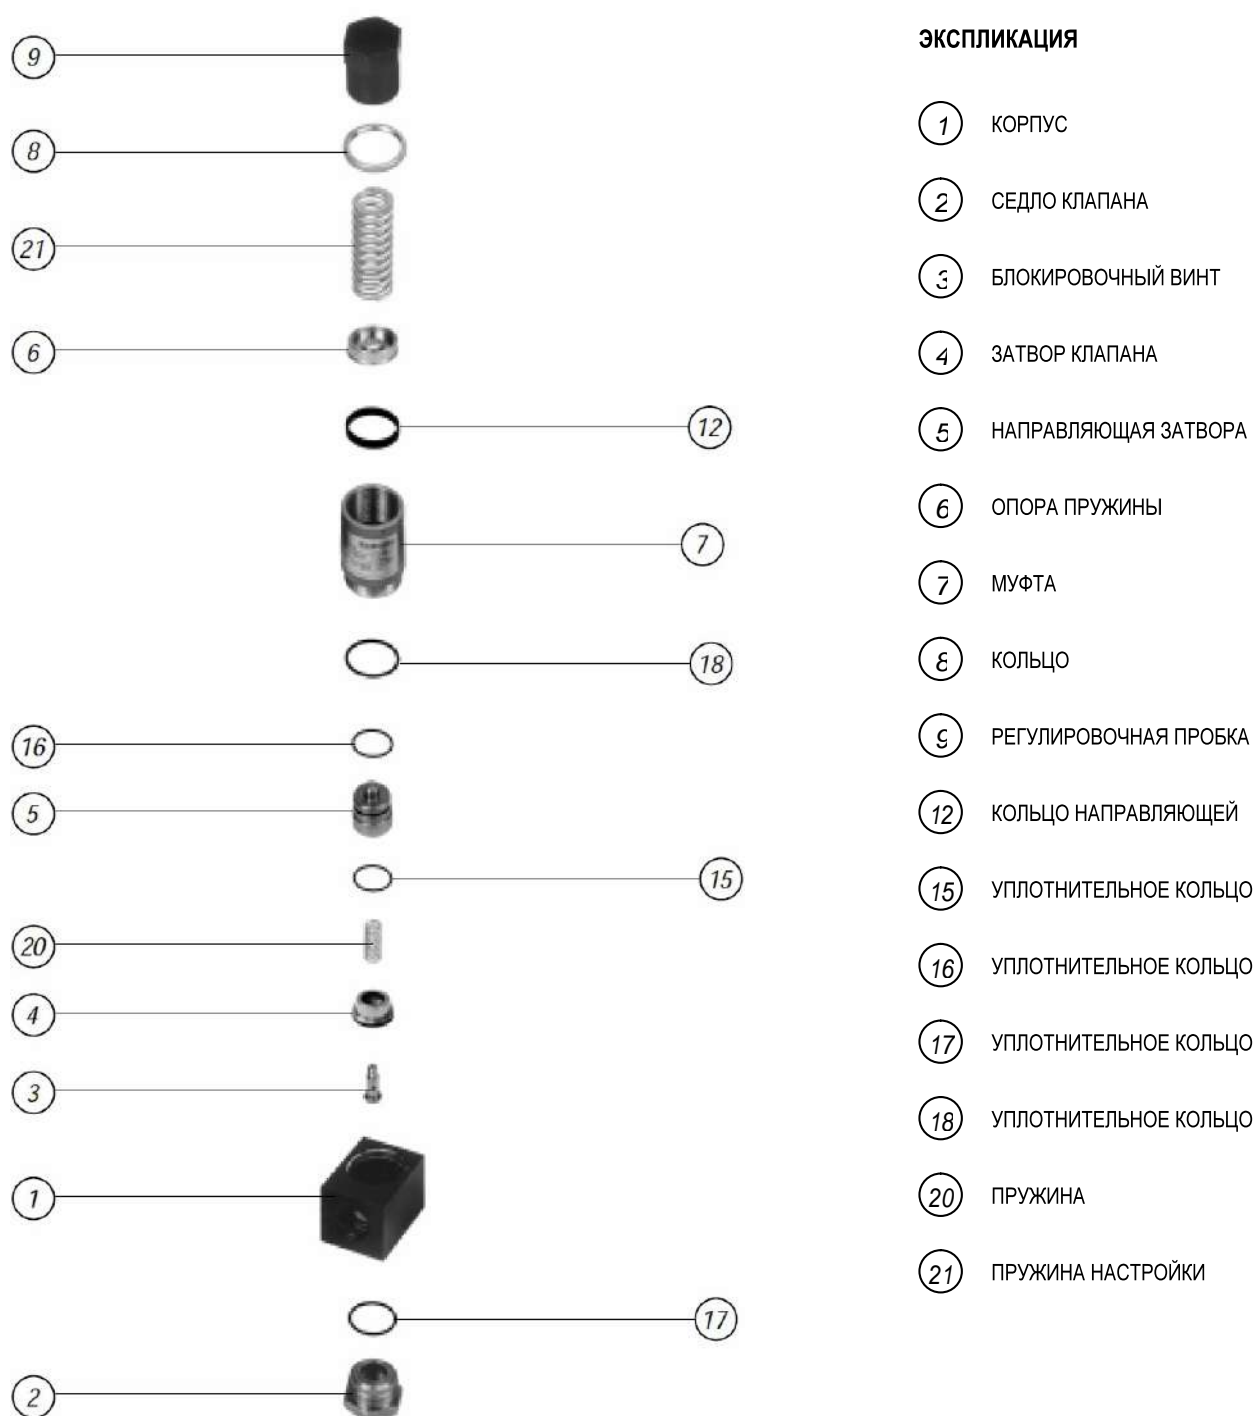 9
8
21
6
12
7
18
16
5
15
20
4
3
1
17
2
ЭКСПЛИКАЦИЯ
1 КОРПУС
2 СЕДЛО КЛАПАНА
3 БЛОКИРОВОЧНЫЙ ВИНТ
4 ЗАТВОР КЛАПАНА
5 НАПРАВЛЯЮЩАЯ ЗАТВОРА
6 ОПОРА ПРУЖИНЫ
7 МУФТА
8 КОЛЬЦО
9 РЕГУЛИРОВОЧНАЯ ПРОБКА
12 КОЛЬЦО НАПРАВЛЯЮЩЕЙ
15 УПЛОТНИТЕЛЬНОЕ КОЛЬЦО
16 УПЛОТНИТЕЛЬНОЕ КОЛЬЦО
17 УПЛОТНИТЕЛЬНОЕ КОЛЬЦО
18 УПЛОТНИТЕЛЬНОЕ КОЛЬЦО
20 ПРУЖИНА
21 ПРУЖИНА НАСТРОЙКИ